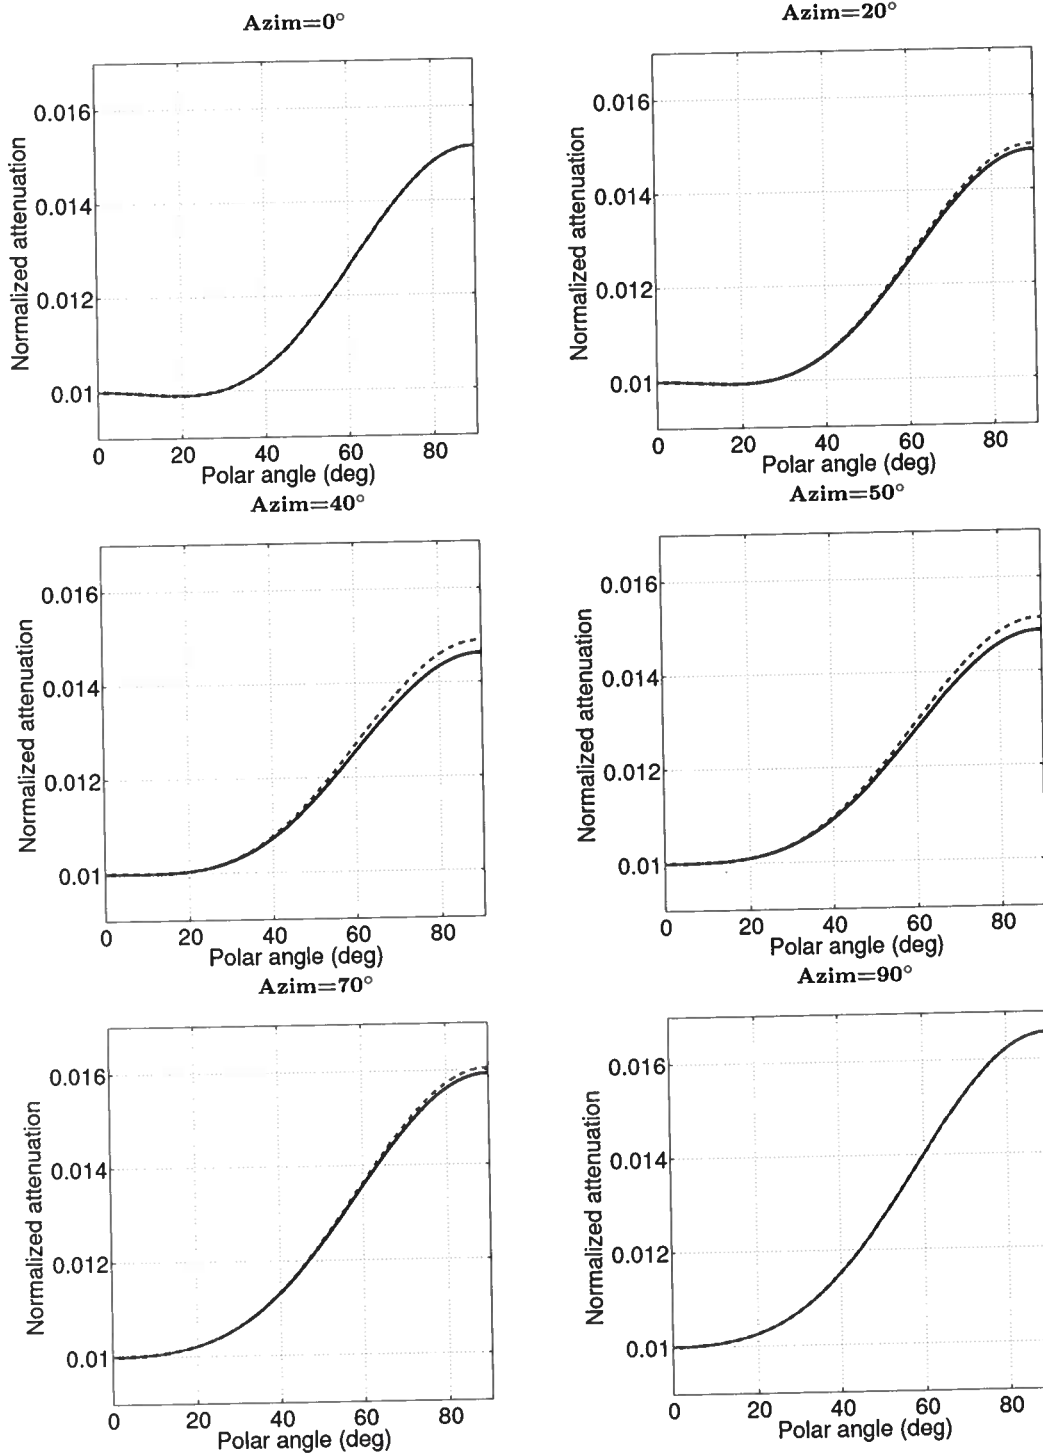 Azim=0°
Normalized attenuation
0.016
0.014
0.012
0.01
0 20 40 60 80
Polar angle (deg)
Azim=20°
Normalized attenuation
0.016
0.014
0.012
0.01
0 20 40 60 80
Polar angle (deg)
Azim=40°
Normalized attenuation
0.016
0.014
0.012
0.01
0 20 40 60 80
Polar angle (deg)
Azim=50°
Normalized attenuation
0.016
0.014
0.012
0.01
0 20 40 60 80
Polar angle (deg)
Azim=70°
Normalized attenuation
0.016
0.014
0.012
0.01
0 20 40 60 80
Polar angle (deg)
Azim=90°
Normalized attenuation
0.016
0.014
0.012
0.01
0 20 40 60 80
Polar angle (deg)